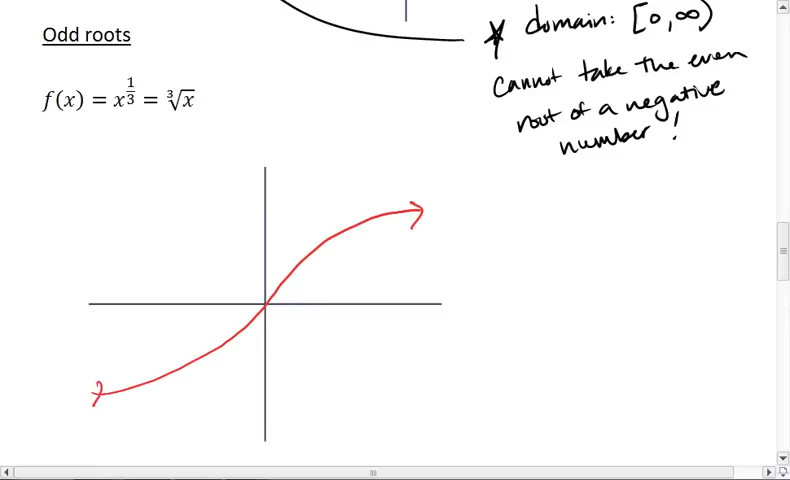 Odd roots
f(x) = x^{1/3} = ∛x
* domain: [0, ∞)
Cannot take the even
root of a negative
number!